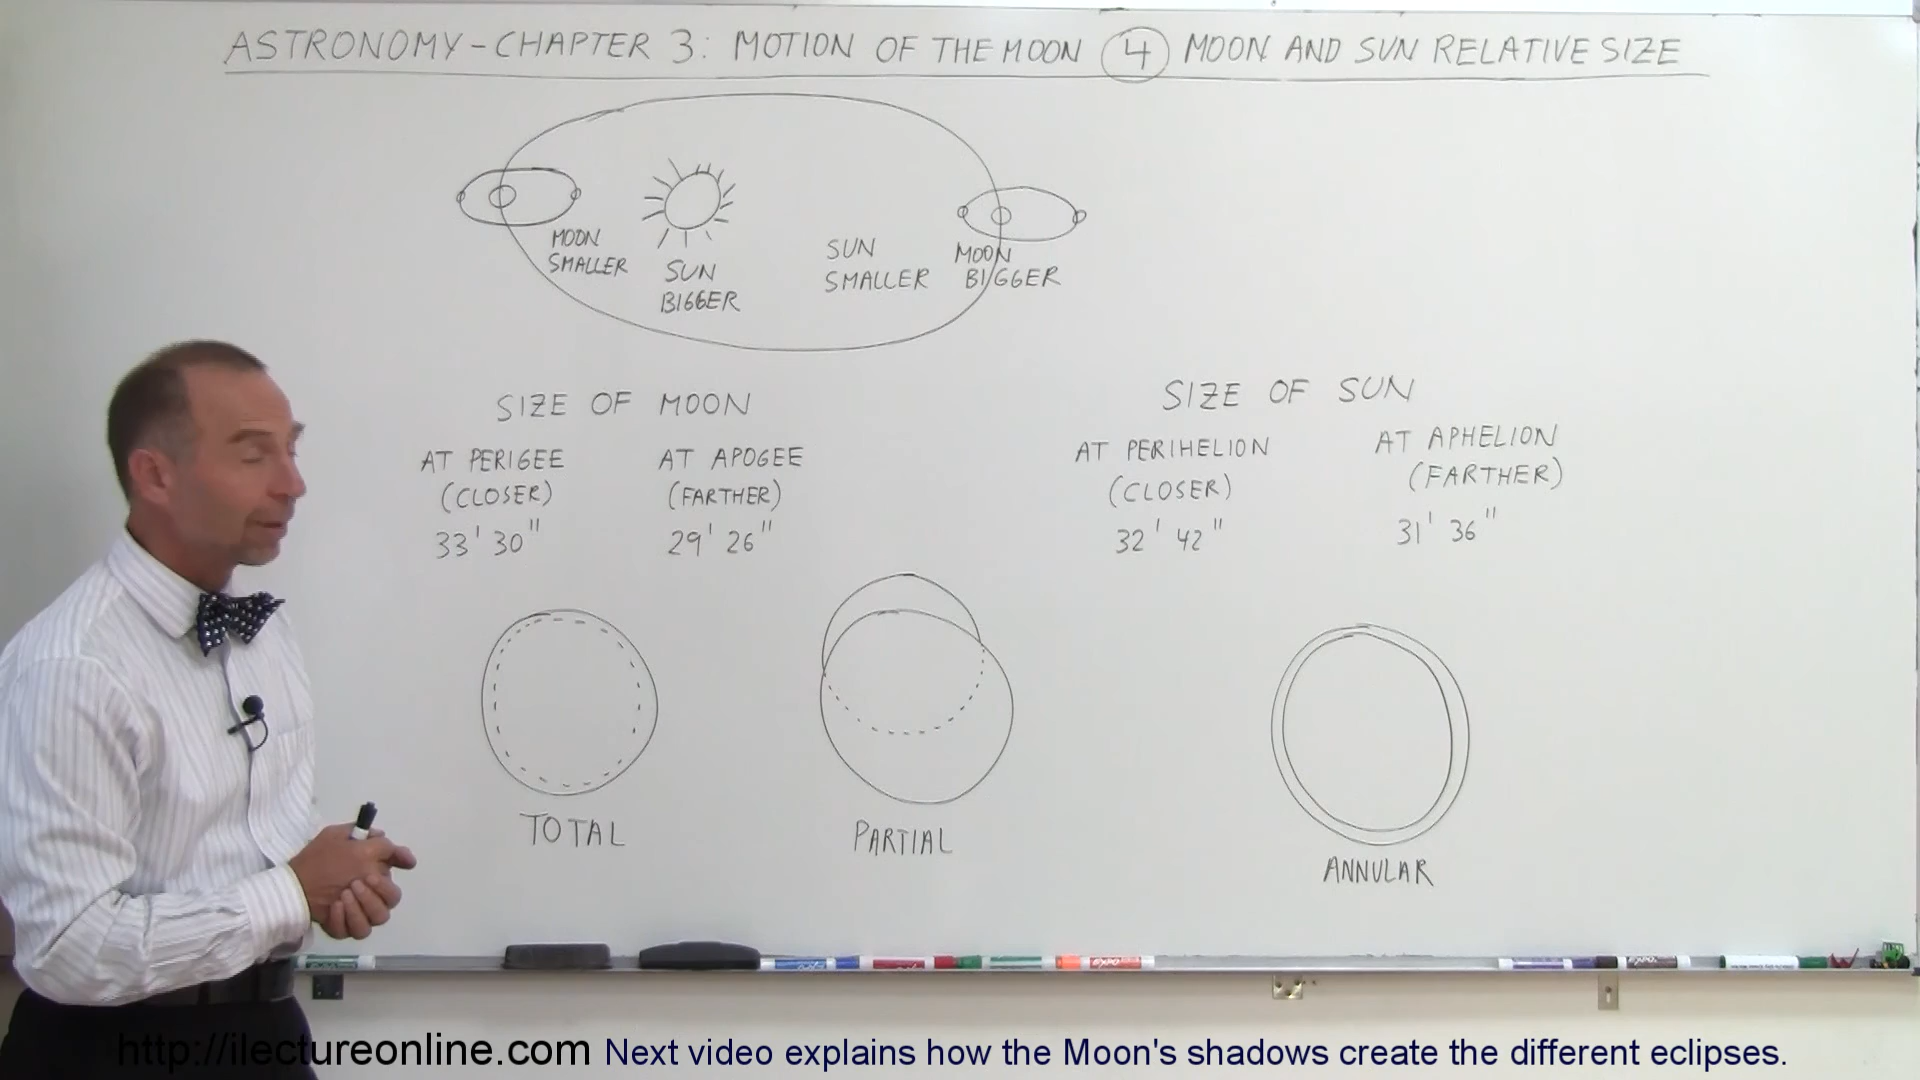 ASTRONOMY - CHAPTER 3: MOTION OF THE MOON 4 MOON AND SUN RELATIVE SIZE
MOON
SMALLER
SUN
BIGGER
SUN
SMALLER
MOON
BIGGER
SIZE OF MOON
AT PERIGEE
(CLOSER)
33' 30"
AT APOGEE
(FARTHER)
29' 26"
SIZE OF SUN
AT PERIHELION
(CLOSER)
32' 42"
AT APHELION
(FARTHER)
31' 36"
TOTAL
PARTIAL
ANNULAR
EXPO
http://ilectureonline.com Next video explains how the Moon's shadows create the different eclipses.